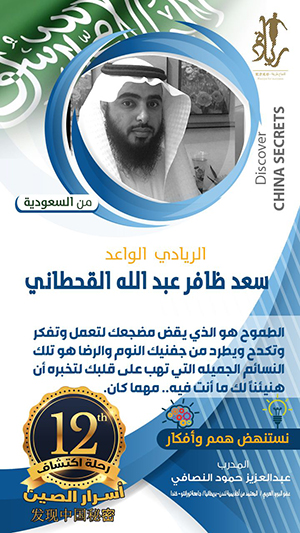 ريادة
Discover
CHINA SECRETS
من السعودية
الريادي الواعد
سعد ظافر عبد الله القحطاني
الطموح هو الذي يقض مضجعك لتعمل وتفكر
وتكدح ويطرد من جفنيك النوم والرضا هو تلك
النسائم الجميله التي تهب على قلبك لتخبره أن
هنيئناً لك ما أنت فيه.. مهما كان.
نستنهض همم وأفكار
المدرب
عبدالعزيز حمود النصافي
12th
رحلة اكتشاف
أسرار الصين
发现中国秘密